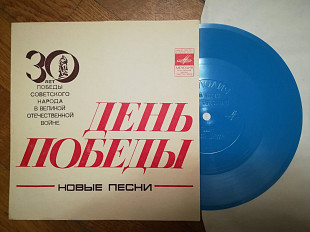 30
ЛЕТ
ПОБЕДЫ
СОВЕТСКОГО
НАРОДА
В ВЕЛИКОЙ
ОТЕЧЕСТВЕННОЙ
ВОЙНЕ
ДЕНЬ
ПОБЕДЫ
НОВЫЕ ПЕСНИ